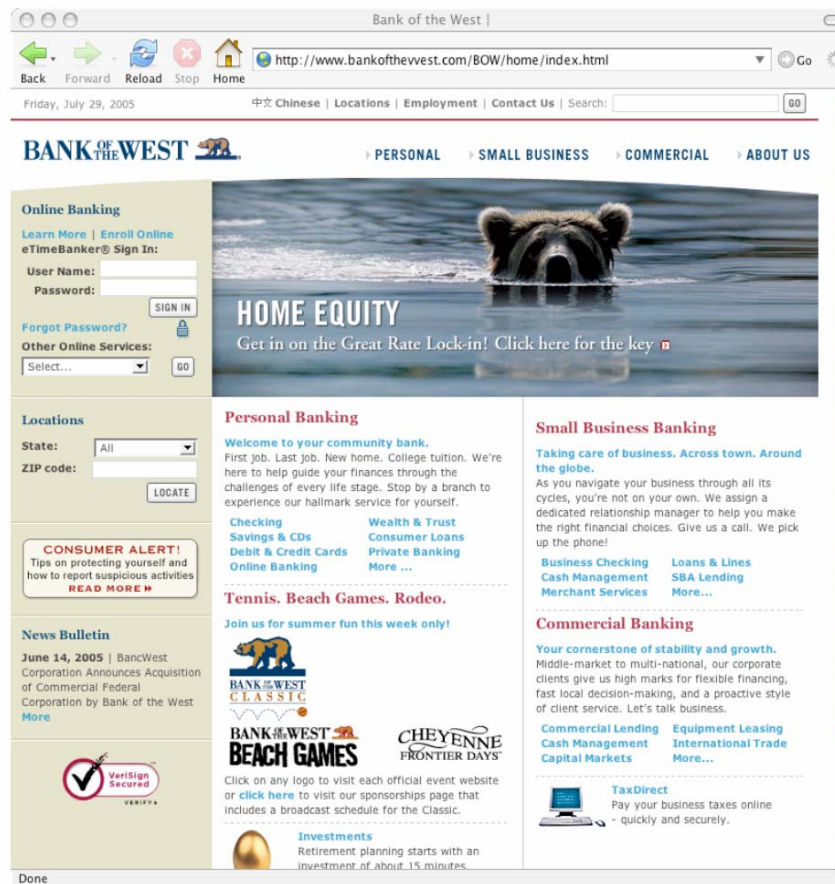 Bank of the West |
Back Forward Reload Stop Home
http://www.bankofthevvest.com/BOW/home/index.html
Go
Friday, July 29, 2005
中文 Chinese | Locations | Employment | Contact Us | Search:
GO
BANK OF THE WEST
PERSONAL
SMALL BUSINESS
COMMERCIAL
ABOUT US
Online Banking
Learn More | Enroll Online
eTimeBanker® Sign In:
User Name:
Password:
SIGN IN
Forgot Password?
Other Online Services:
Select...
GO
HOME EQUITY
Get in on the Great Rate Lock-in! Click here for the key
Locations
State:
All
ZIP code:
LOCATE
CONSUMER ALERT!
Tips on protecting yourself and
how to report suspicious activities
READ MORE
News Bulletin
June 14, 2005 | BancWest
Corporation Announces Acquisition
of Commercial Federal
Corporation by Bank of the West
More
VeriSign
Secured
VERIFY
Personal Banking
Welcome to your community bank.
First job. Last job. New home. College tuition. We're
here to help guide your finances through the
challenges of every life stage. Stop by a branch to
experience our hallmark service for yourself.
Checking
Savings & CDs
Debit & Credit Cards
Online Banking
Wealth & Trust
Consumer Loans
Private Banking
More ...
Tennis. Beach Games. Rodeo.
Join us for summer fun this week only!
BANK OF THE WEST
CLASSIC
BANK OF THE WEST
BEACH GAMES
CHEYENNE
FRONTIER DAYS
Click on any logo to visit each official event website
or click here to visit our sponsorships page that
includes a broadcast schedule for the Classic.
Investments
Retirement planning starts with an
investment of about 15 minutes.
Small Business Banking
Taking care of business. Across town. Around
the globe.
As you navigate your business through all its
cycles, you're not on your own. We assign a
dedicated relationship manager to help you make
the right financial choices. Give us a call. We pick
up the phone!
Business Checking
Cash Management
Merchant Services
Loans & Lines
SBA Lending
More...
Commercial Banking
Your cornerstone of stability and growth.
Middle-market to multi-national, our corporate
clients give us high marks for flexible financing,
fast local decision-making, and a proactive style
of client service. Let's talk business.
Commercial Lending
Cash Management
Capital Markets
Equipment Leasing
International Trade
More...
TaxDirect
Pay your business taxes online
- quickly and securely.
Done